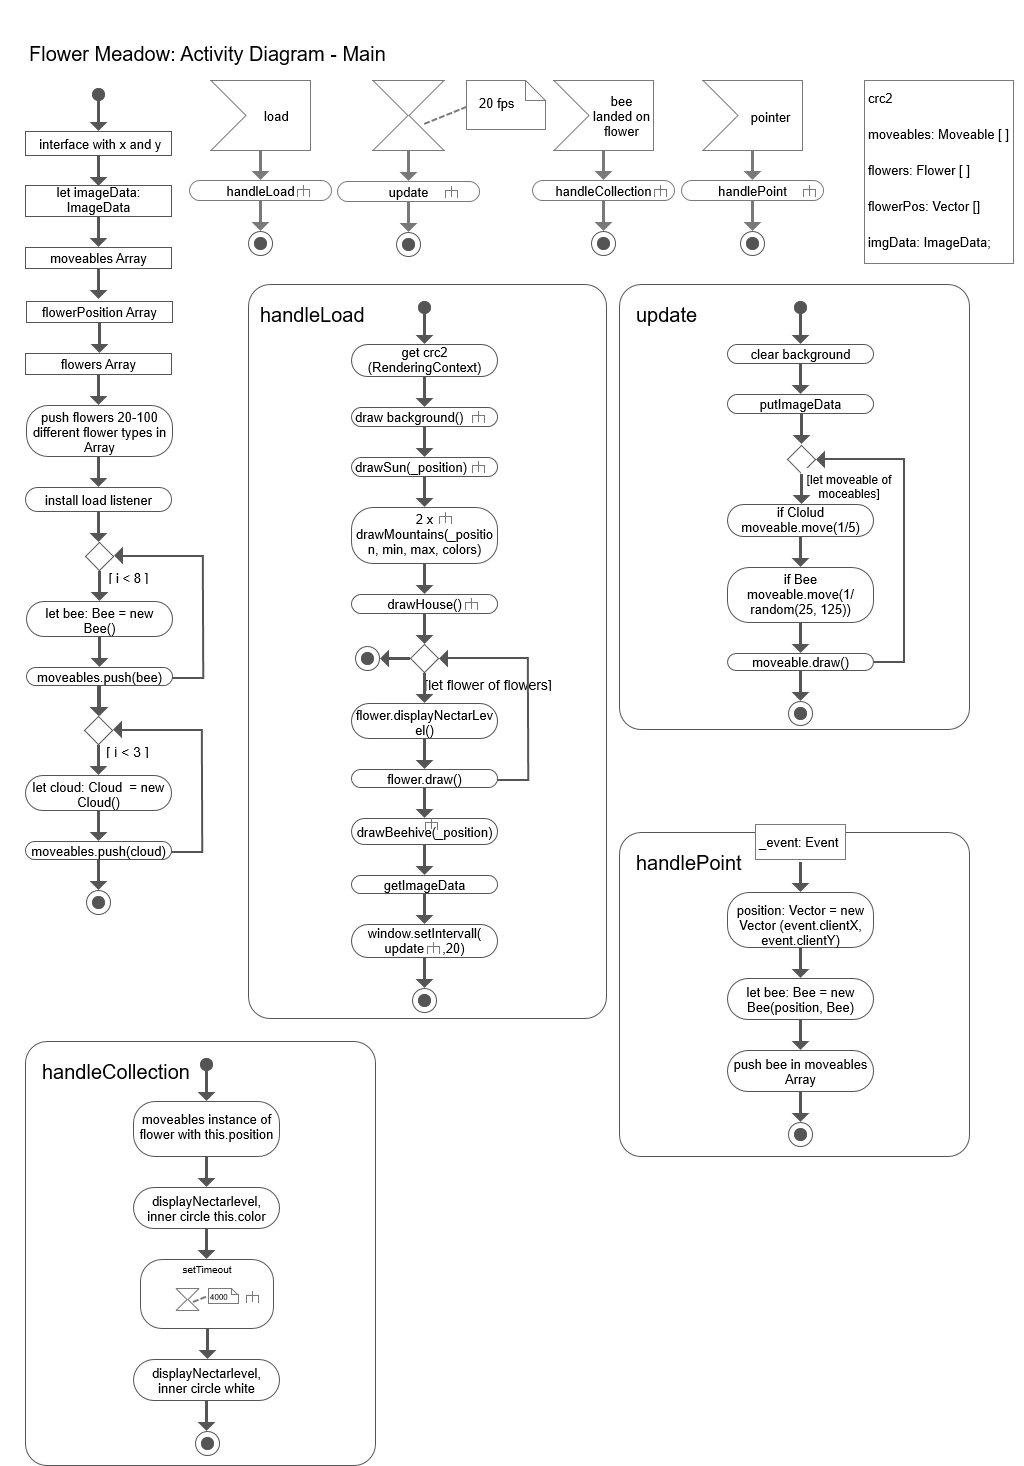 Flower Meadow: Activity Diagram - Main
interface with x and y
let imageData:
ImageData
moveables Array
flowerPosition Array
flowers Array
push flowers 20-100
different flower types in
Array
install load listener
[ i < 8 ]
let bee: Bee = new
Bee()
moveables.push(bee)
[ i < 3 ]
let cloud: Cloud = new
Cloud()
moveables.push(cloud)
load
handleLoad
20 fps
update
bee
landed on
flower
handleCollection
pointer
handlePoint
crc2
moveables: Moveable [ ]
flowers: Flower [ ]
flowerPos: Vector []
imgData: ImageData;
handleLoad
get crc2
(RenderingContext)
draw background()
drawSun(_position)
2 x
drawMountains(_positio
n, min, max, colors)
drawHouse()
[let flower of flowers]
flower.displayNectarLev
el()
flower.draw()
drawBeehive(_position)
getImageData
window.setIntervall(
update ,20)
update
clear background
putImageData
[let moveable of
moceables]
if Clolud
moveable.move(1/5)
if Bee
moveable.move(1/
random(25, 125))
moveable.draw()
_event: Event
handlePoint
position: Vector = new
Vector (event.clientX,
event.clientY)
let bee: Bee = new
Bee(position, Bee)
push bee in moveables
Array
handleCollection
moveables instance of
flower with this.position
displayNectarlevel,
inner circle this.color
setTimeout
4000
displayNectarlevel,
inner circle white